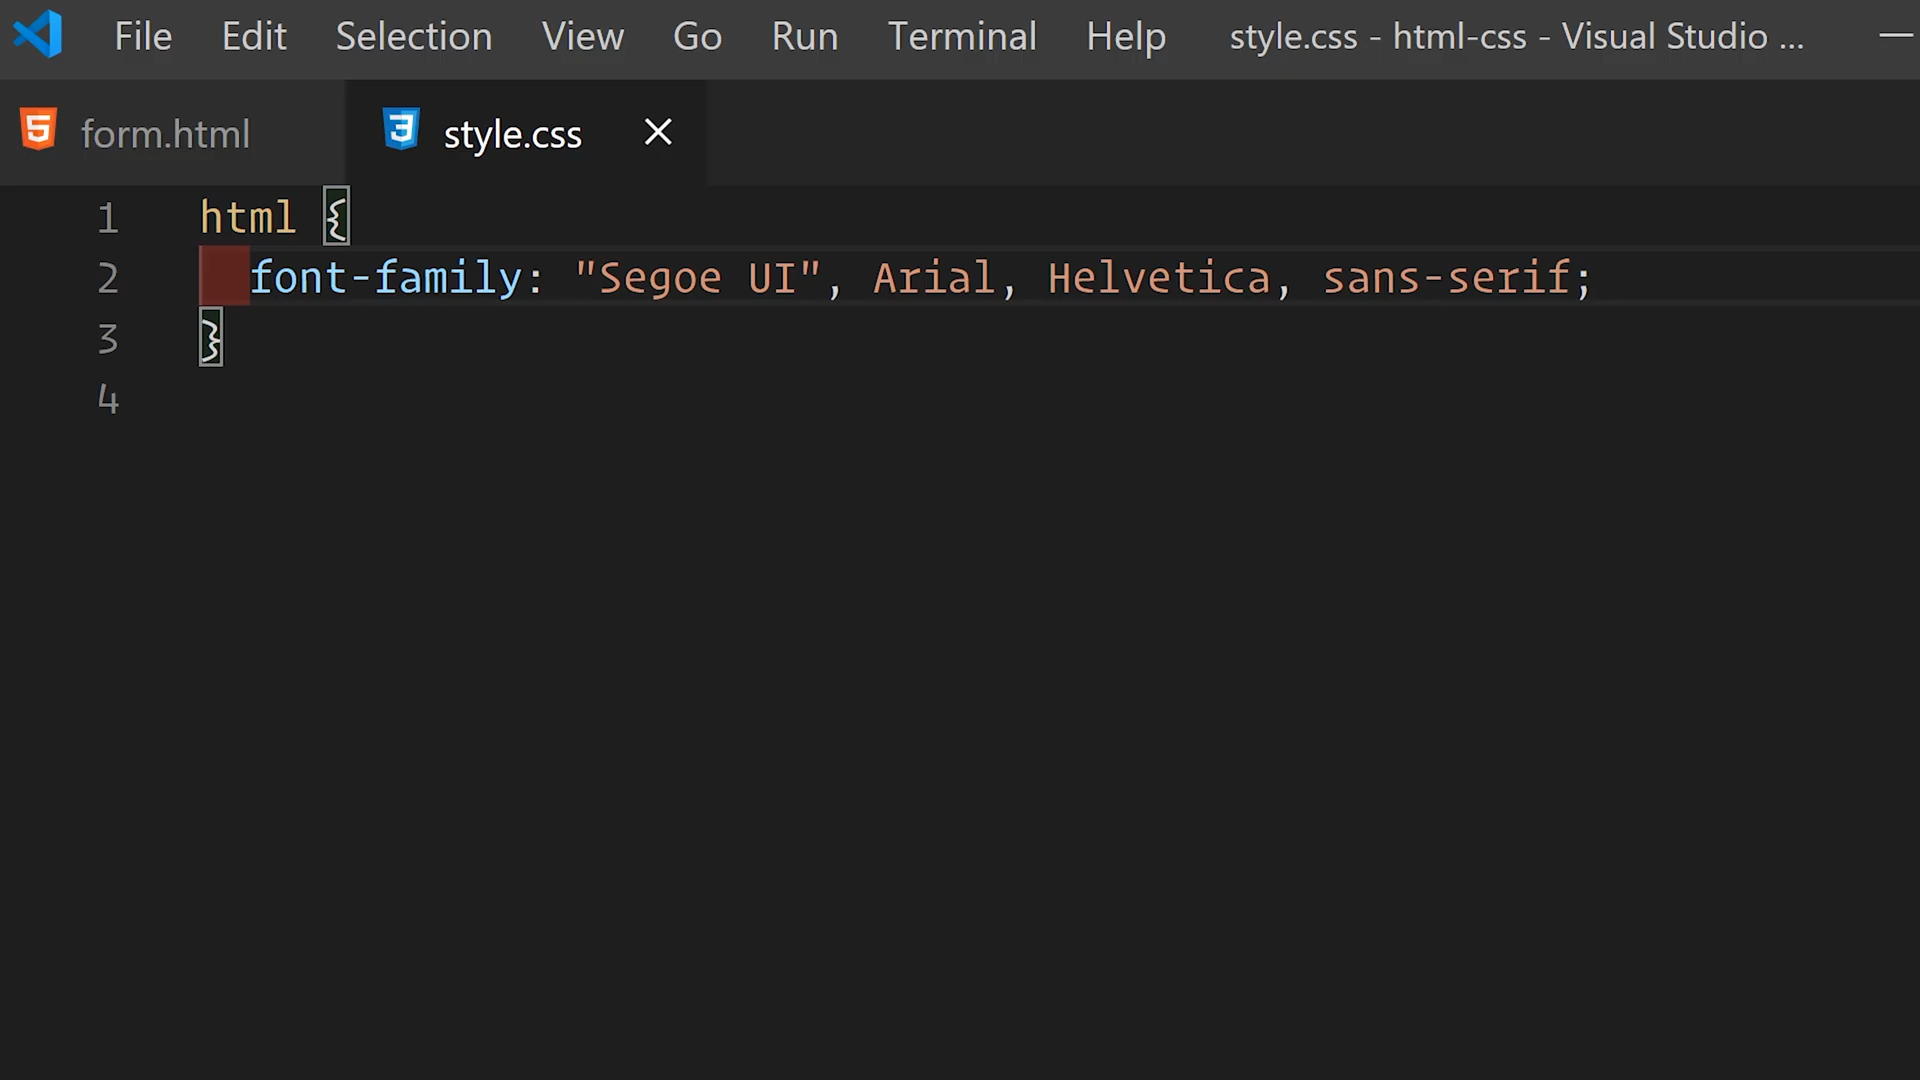 File Edit Selection View Go Run Terminal Help style.css - html-css - Visual Studio ...
form.html style.css
1 html {
2 font-family: "Segoe UI", Arial, Helvetica, sans-serif;
3 }
4